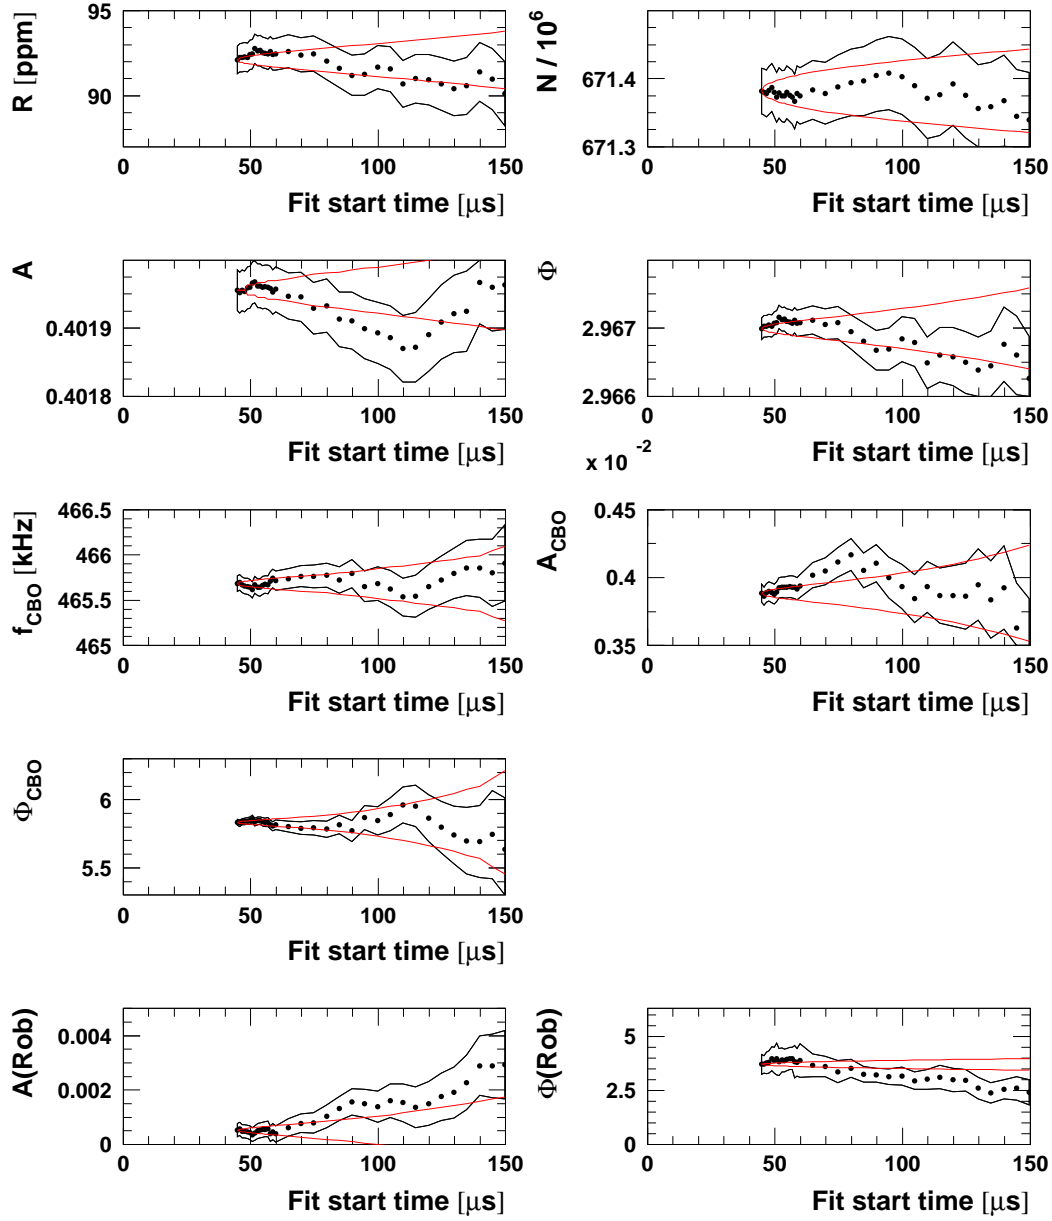 R [ppm]
92.5
90
0 50 100 150
Fit start time [μs]
N / 10^6
671.4
671.3
0 50 100 150
Fit start time [μs]
A
0.4019
0.4018
0 50 100 150
Fit start time [μs]
Φ
2.967
2.966
0 50 100 150
Fit start time [μs]
f_CBO [kHz]
466.5
466
465.5
465
0 50 100 150
Fit start time [μs]
x 10^-2
A_CBO
0.45
0.4
0.35
0 50 100 150
Fit start time [μs]
Φ_CBO
6
5.5
0 50 100 150
Fit start time [μs]
A(Rob)
0.004
0.002
0
0 50 100 150
Fit start time [μs]
Φ(Rob)
5
2.5
0
0 50 100 150
Fit start time [μs]